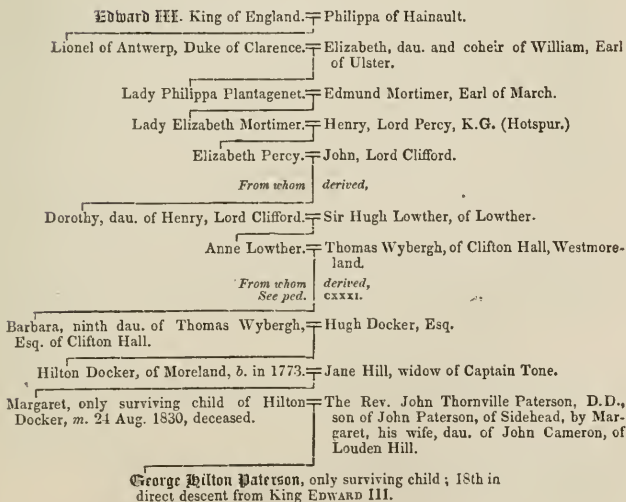 Edward III. King of England. Philippa of Hainault.
Lionel of Antwerp, Duke of Clarence. Elizabeth, dau. and coheir of William, Earl
of Ulster.
Lady Philippa Plantagenet. Edmund Mortimer, Earl of March.
Lady Elizabeth Mortimer. Henry, Lord Percy, K.G. (Hotspur.)
Elizabeth Percy. John, Lord Clifford.
From whom derived,
Dorothy, dau. of Henry, Lord Clifford. Sir Hugh Lowther, of Lowther.
Anne Lowther. Thomas Wybergh, of Clifton Hall, Westmore-
land.
From whom derived,
See ped. CXXXI.
Barbara, ninth dau. of Thomas Wybergh, Hugh Docker, Esq.
Esq. of Clifton Hall.
Hilton Docker, of Moreland, b. in 1773. Jane Hill, widow of Captain Tone.
Margaret, only surviving child of Hilton The Rev. John Thornville Paterson, D.D.,
Docker, m. 24 Aug. 1830, deceased. son of John Paterson, of Sidehead, by Mar-
garet, his wife, dau. of John Cameron, of
Louden Hill.
George Hilton Paterson, only surviving child; 18th in
direct descent from King EDWARD III.